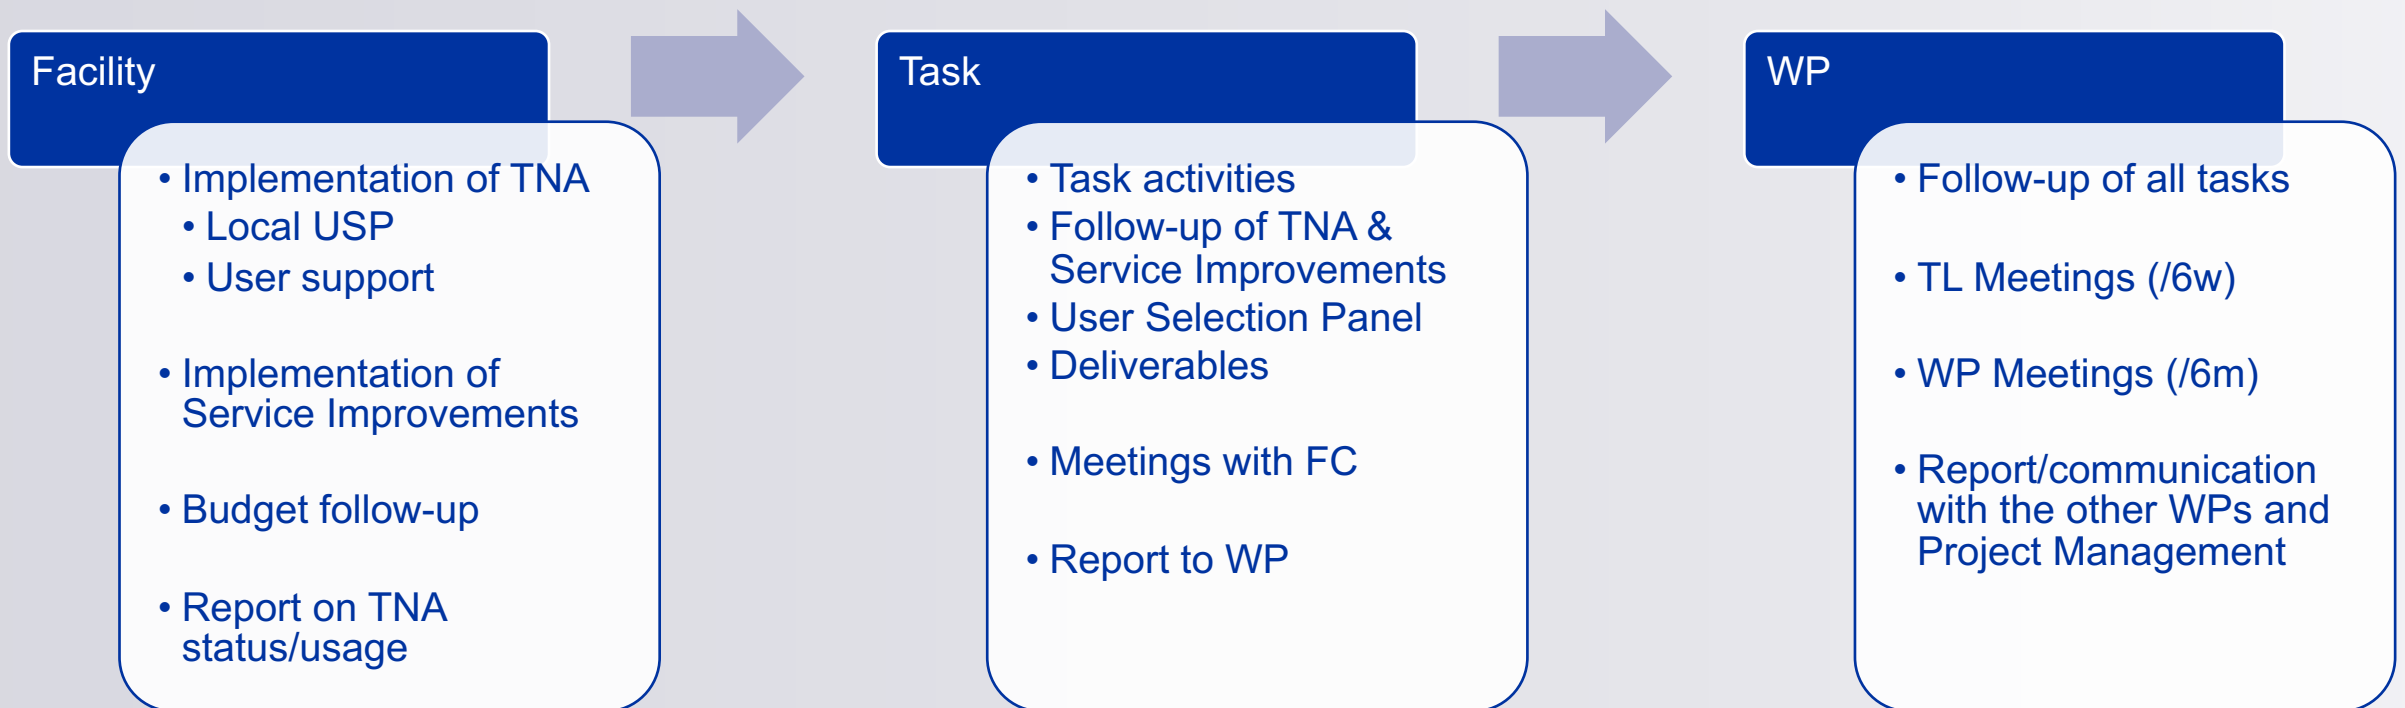 Facility
• Implementation of TNA
• Local USP
• User support
• Implementation of
Service Improvements
• Budget follow-up
• Report on TNA
status/usage
Task
• Task activities
• Follow-up of TNA &
Service Improvements
• User Selection Panel
• Deliverables
• Meetings with FC
• Report to WP
WP
• Follow-up of all tasks
• TL Meetings (/6w)
• WP Meetings (/6m)
• Report/communication
with the other WPs and
Project Management